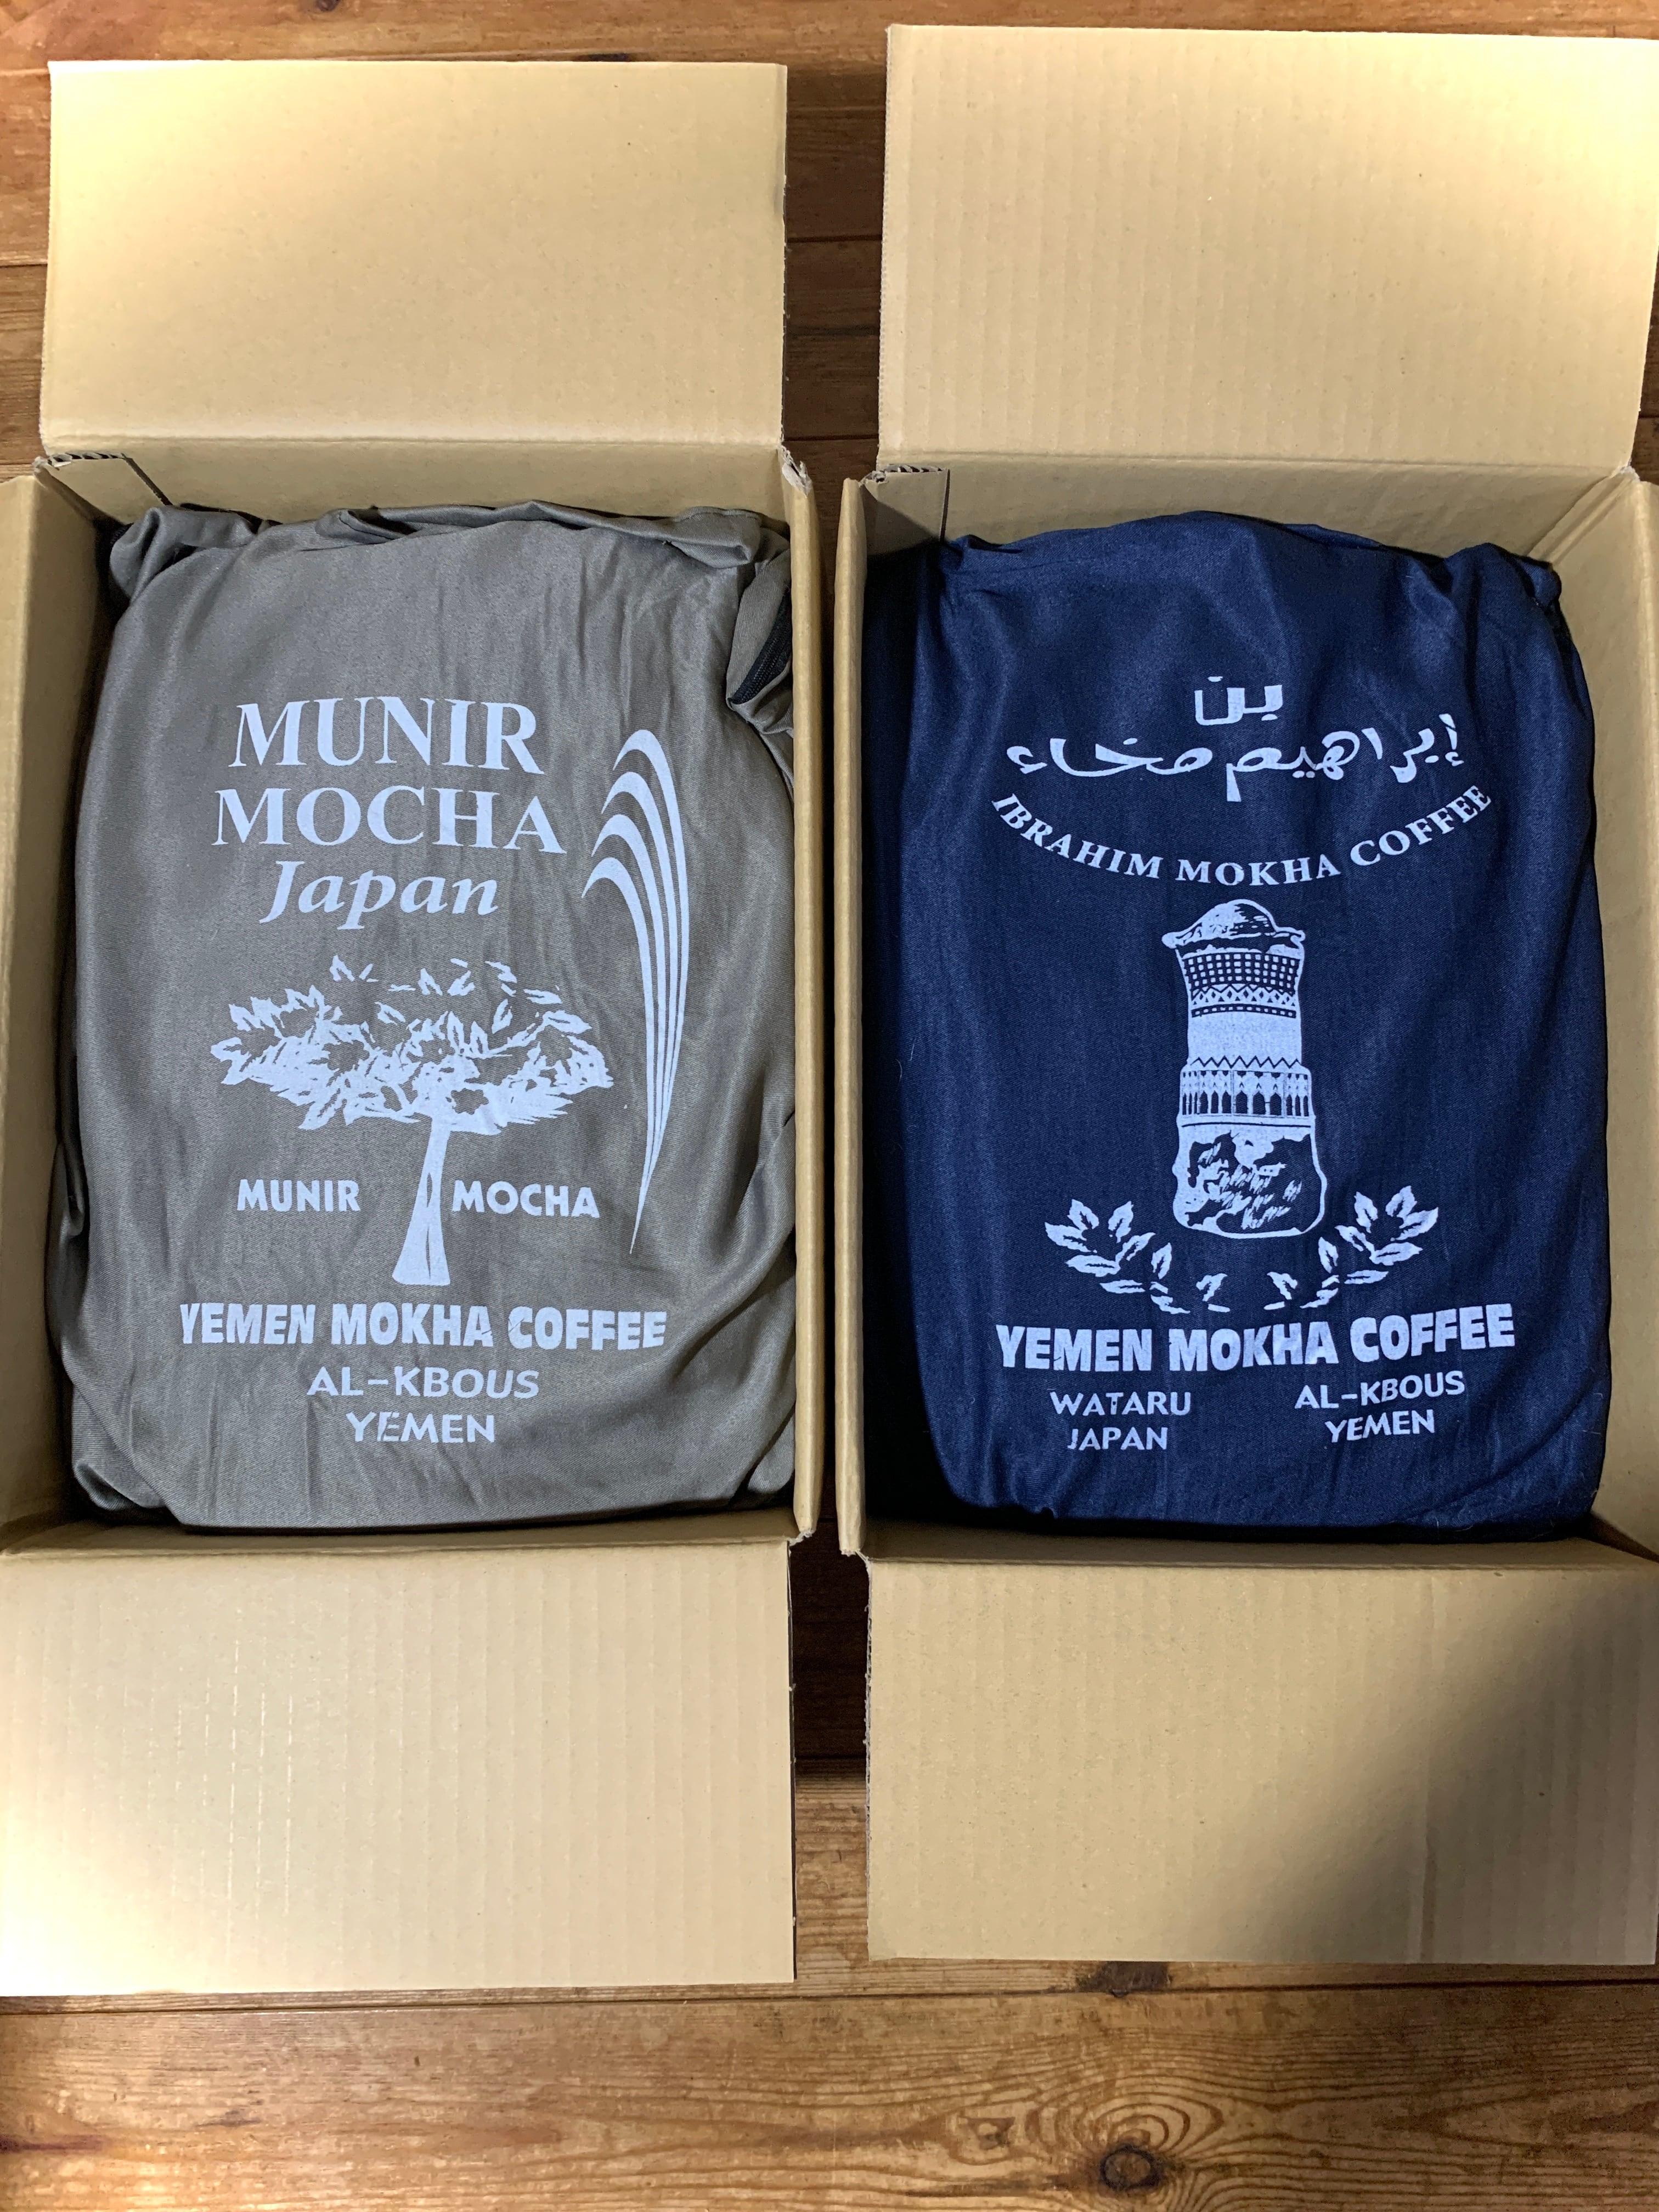 MUNIR
MOCHA
Japan
MUNIR MOCHA
YEMEN MOKHA COFFEE
AL-KBOUS
YEMEN
بن
إبراهيم مخاء
IBRAHIM MOKHA COFFEE
YEMEN MOKHA COFFEE
WATARU
JAPAN
AL-KBOUS
YEMEN